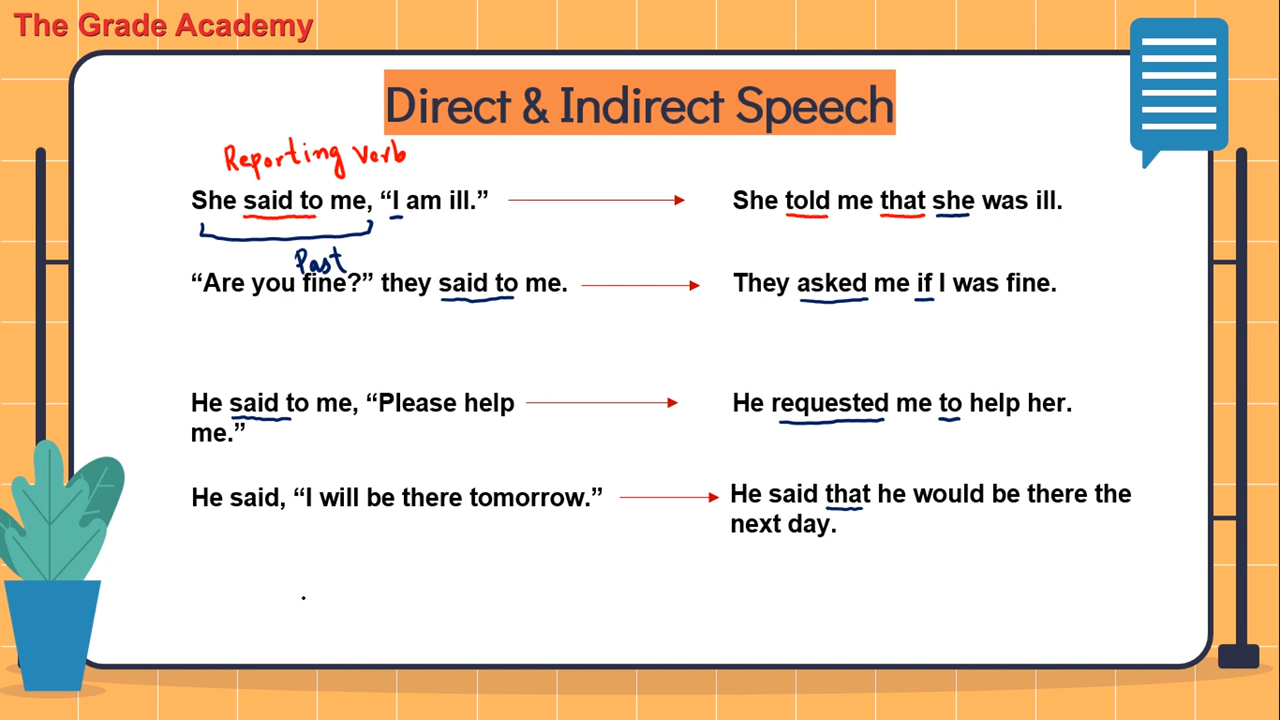 The Grade Academy
Direct & Indirect Speech
Reporting verb
She said to me, “I am ill.”
She told me that she was ill.
Past
“Are you fine?” they said to me.
They asked me if I was fine.
He said to me, “Please help
me.”
He requested me to help her.
He said, “I will be there tomorrow.”
He said that he would be there the
next day.